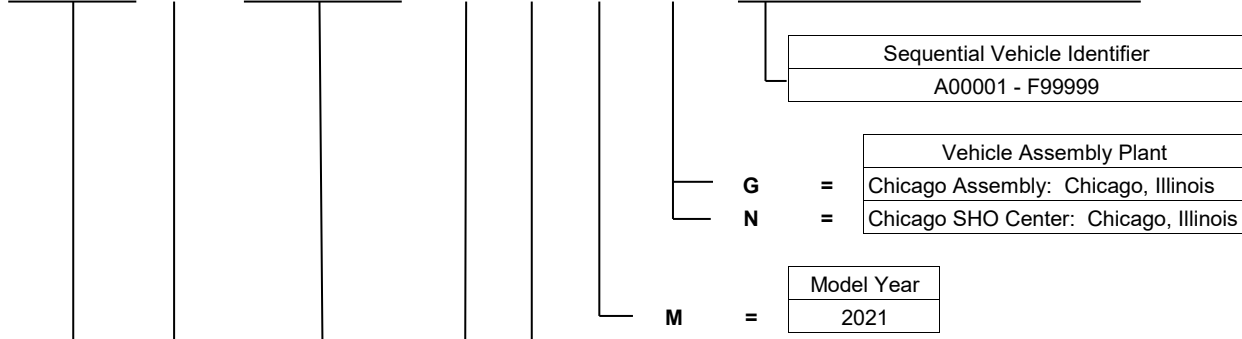 Sequential Vehicle Identifier
A00001 - F99999
Vehicle Assembly Plant
G = Chicago Assembly: Chicago, Illinois
N = Chicago SHO Center: Chicago, Illinois
Model Year
M = 2021